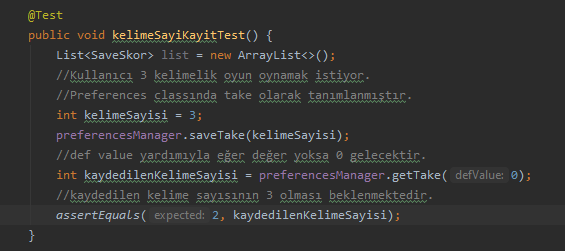 @Test
public void kelimeSayiKayitTest() {
List<SaveSkor> list = new ArrayList<>();
//Kullanıcı 3 kelimelik oyun oynamak istiyor.
//Preferences classında take olarak tanımlanmıştır.
int kelimeSayisi = 3;
preferencesManager.saveTake(kelimeSayisi);
//def value yardımıyla eğer değer yoksa 0 gelecektir.
int kaydedilenKelimeSayisi = preferencesManager.getTake( defValue: 0);
//kaydedilen kelime sayısının 3 olması beklenmektedir.
assertEquals( expected: 2, kaydedilenKelimeSayisi);
}